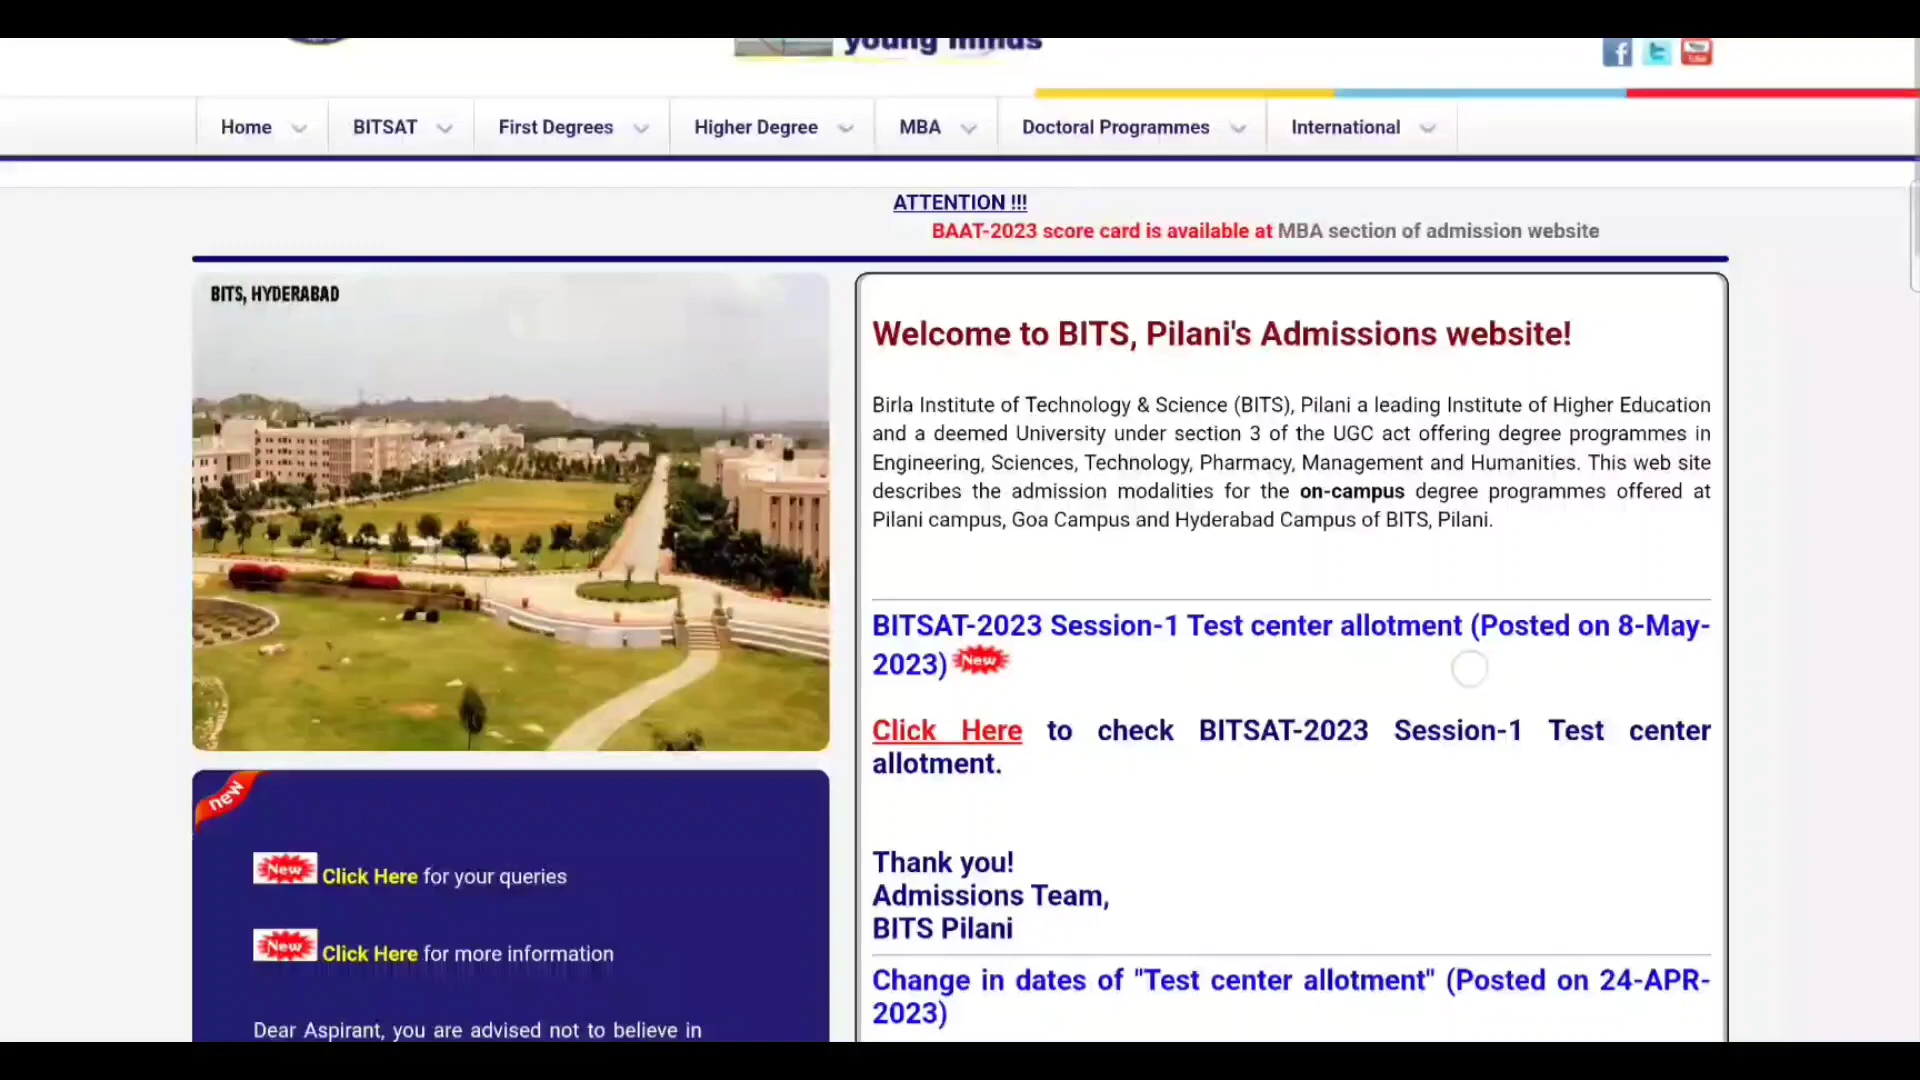 young minds
Home
BITSAT
First Degrees
Higher Degree
MBA
Doctoral Programmes
International
ATTENTION !!!
BAAT-2023 score card is available at MBA section of admission website
BITS, HYDERABAD
Welcome to BITS, Pilani's Admissions website!
Birla Institute of Technology & Science (BITS), Pilani a leading Institute of Higher Education
and a deemed University under section 3 of the UGC act offering degree programmes in
Engineering, Sciences, Technology, Pharmacy, Management and Humanities. This web site
describes the admission modalities for the on-campus degree programmes offered at
Pilani campus, Goa Campus and Hyderabad Campus of BITS, Pilani.
BITSAT-2023 Session-1 Test center allotment (Posted on 8-May-
2023) New
Click Here to check BITSAT-2023 Session-1 Test center
allotment.
Thank you!
Admissions Team,
BITS Pilani
Change in dates of "Test center allotment" (Posted on 24-APR-
2023)
new
New Click Here for your queries
New Click Here for more information
Dear Aspirant, you are advised not to believe in